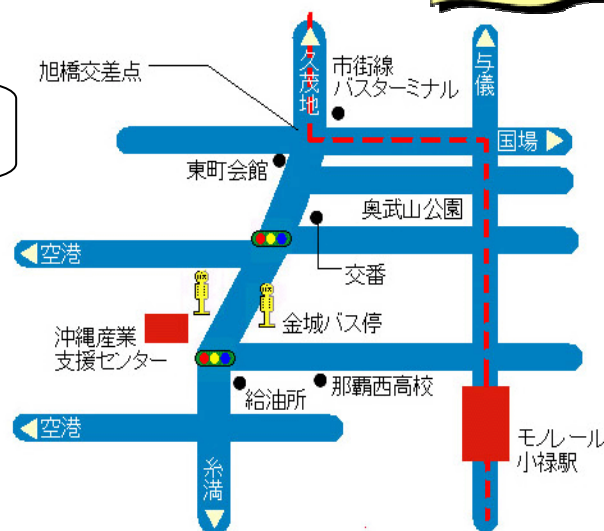 久茂地
市街線
バスターミナル
与儀
旭橋交差点
国場
東町会館
奥武山公園
空港
交番
沖縄産業
支援センター
金城バス停
給油所
那覇西高校
空港
モノレール
小禄駅
糸満